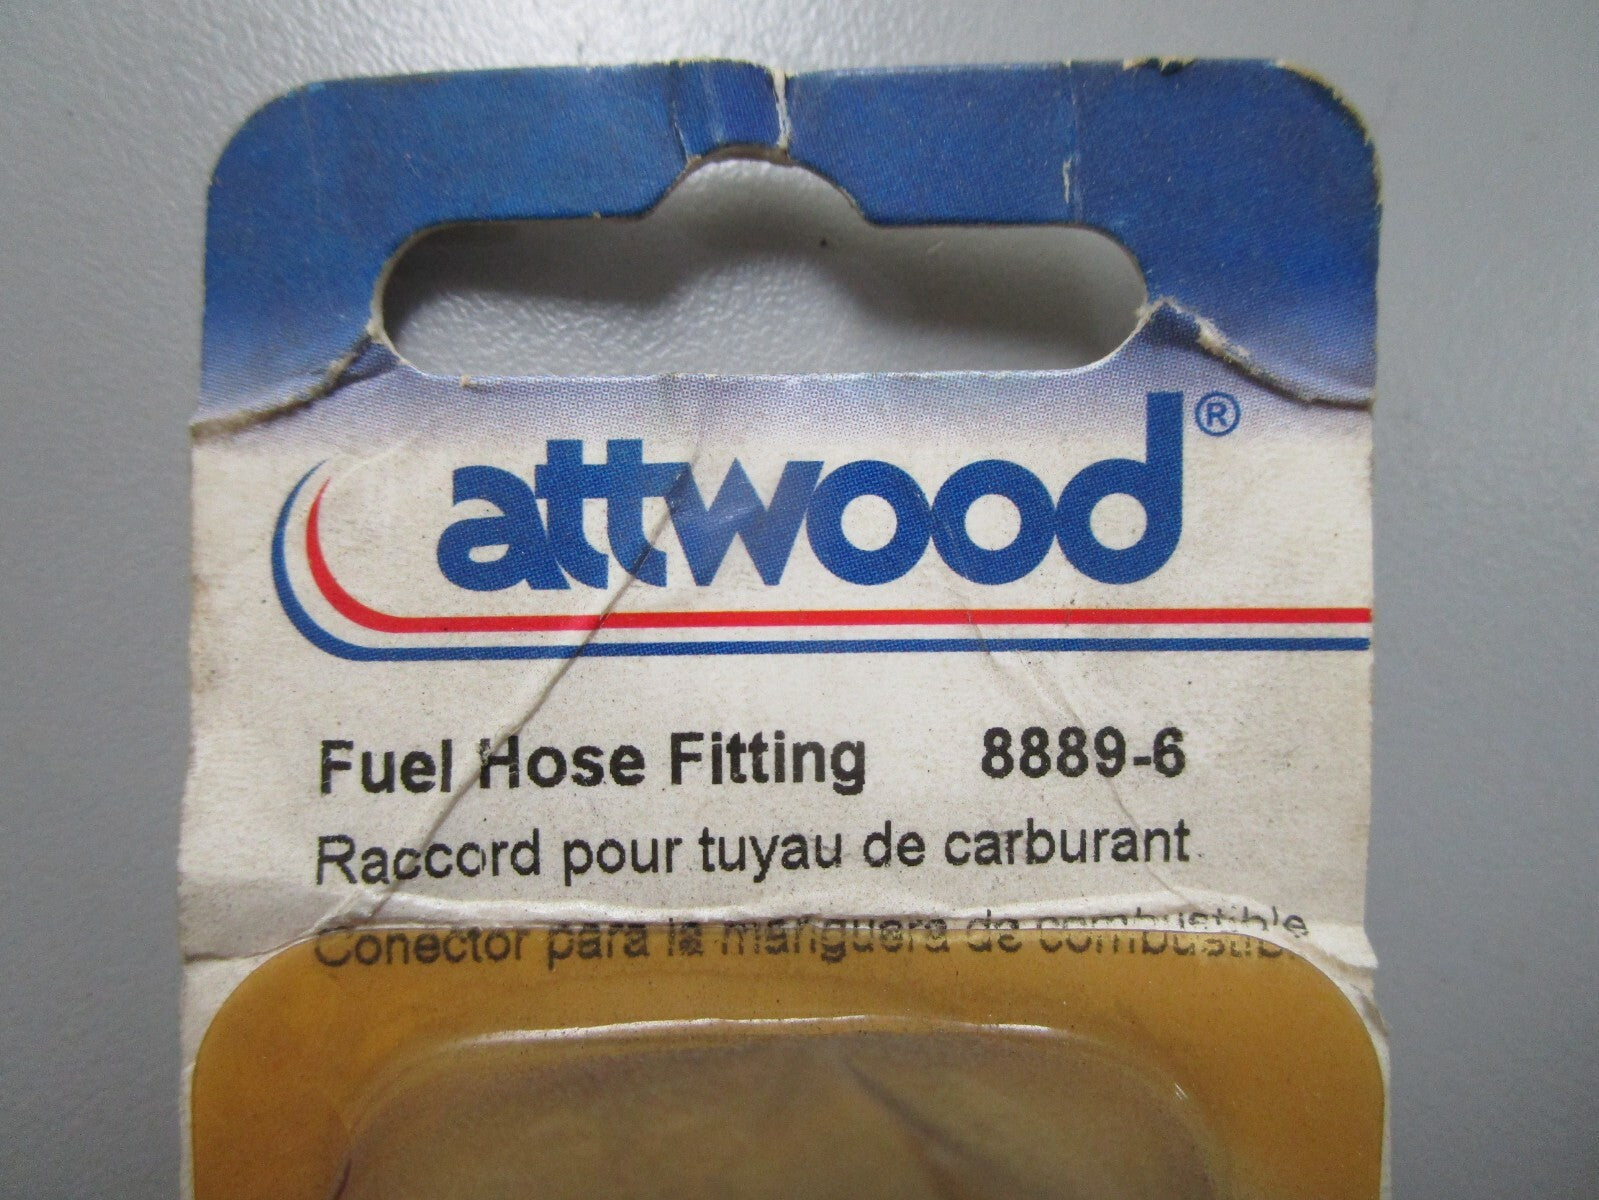 attwood®
Fuel Hose Fitting 8889-6
Raccord pour tuyau de carburant
Conector para la manguera de combustible